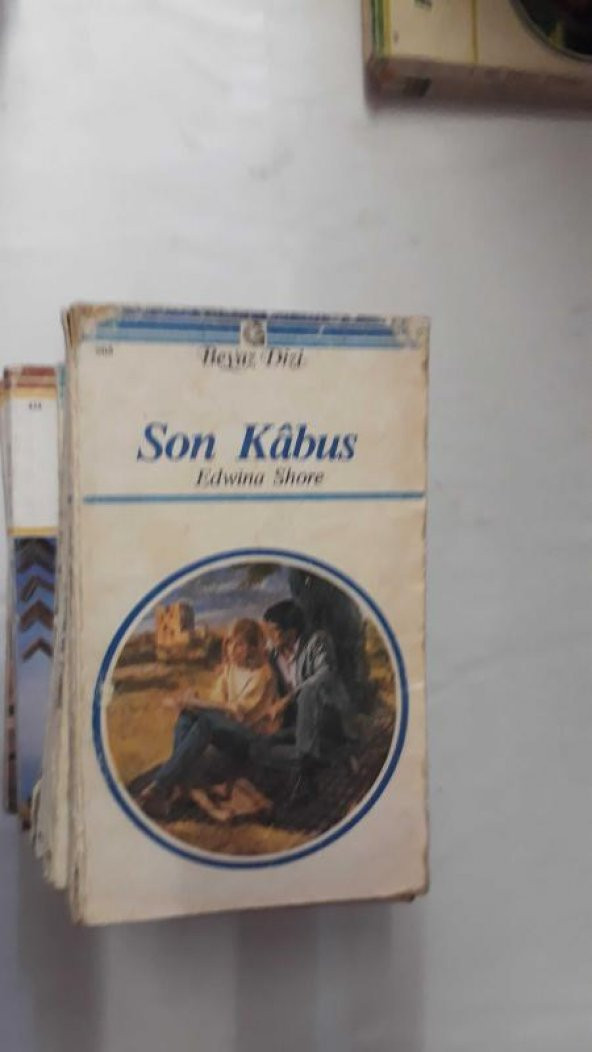 Beyaz Dizi
Son Kâbus
Edwina Shore